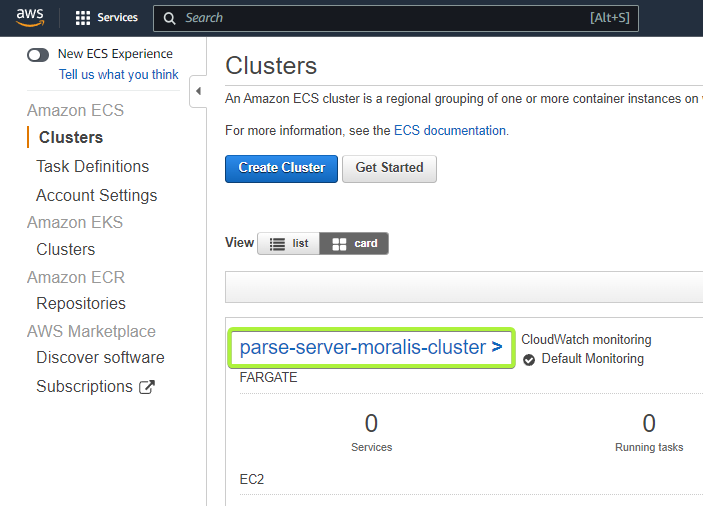 aws
Services
Search
[Alt+S]
New ECS Experience
Tell us what you think
Amazon ECS
Clusters
Task Definitions
Account Settings
Amazon EKS
Clusters
Amazon ECR
Repositories
AWS Marketplace
Discover software
Subscriptions
Clusters
An Amazon ECS cluster is a regional grouping of one or more container instances on
For more information, see the ECS documentation.
Create Cluster
Get Started
View
list
card
parse-server-moralis-cluster >
CloudWatch monitoring
Default Monitoring
FARGATE
0
Services
0
Running tasks
EC2